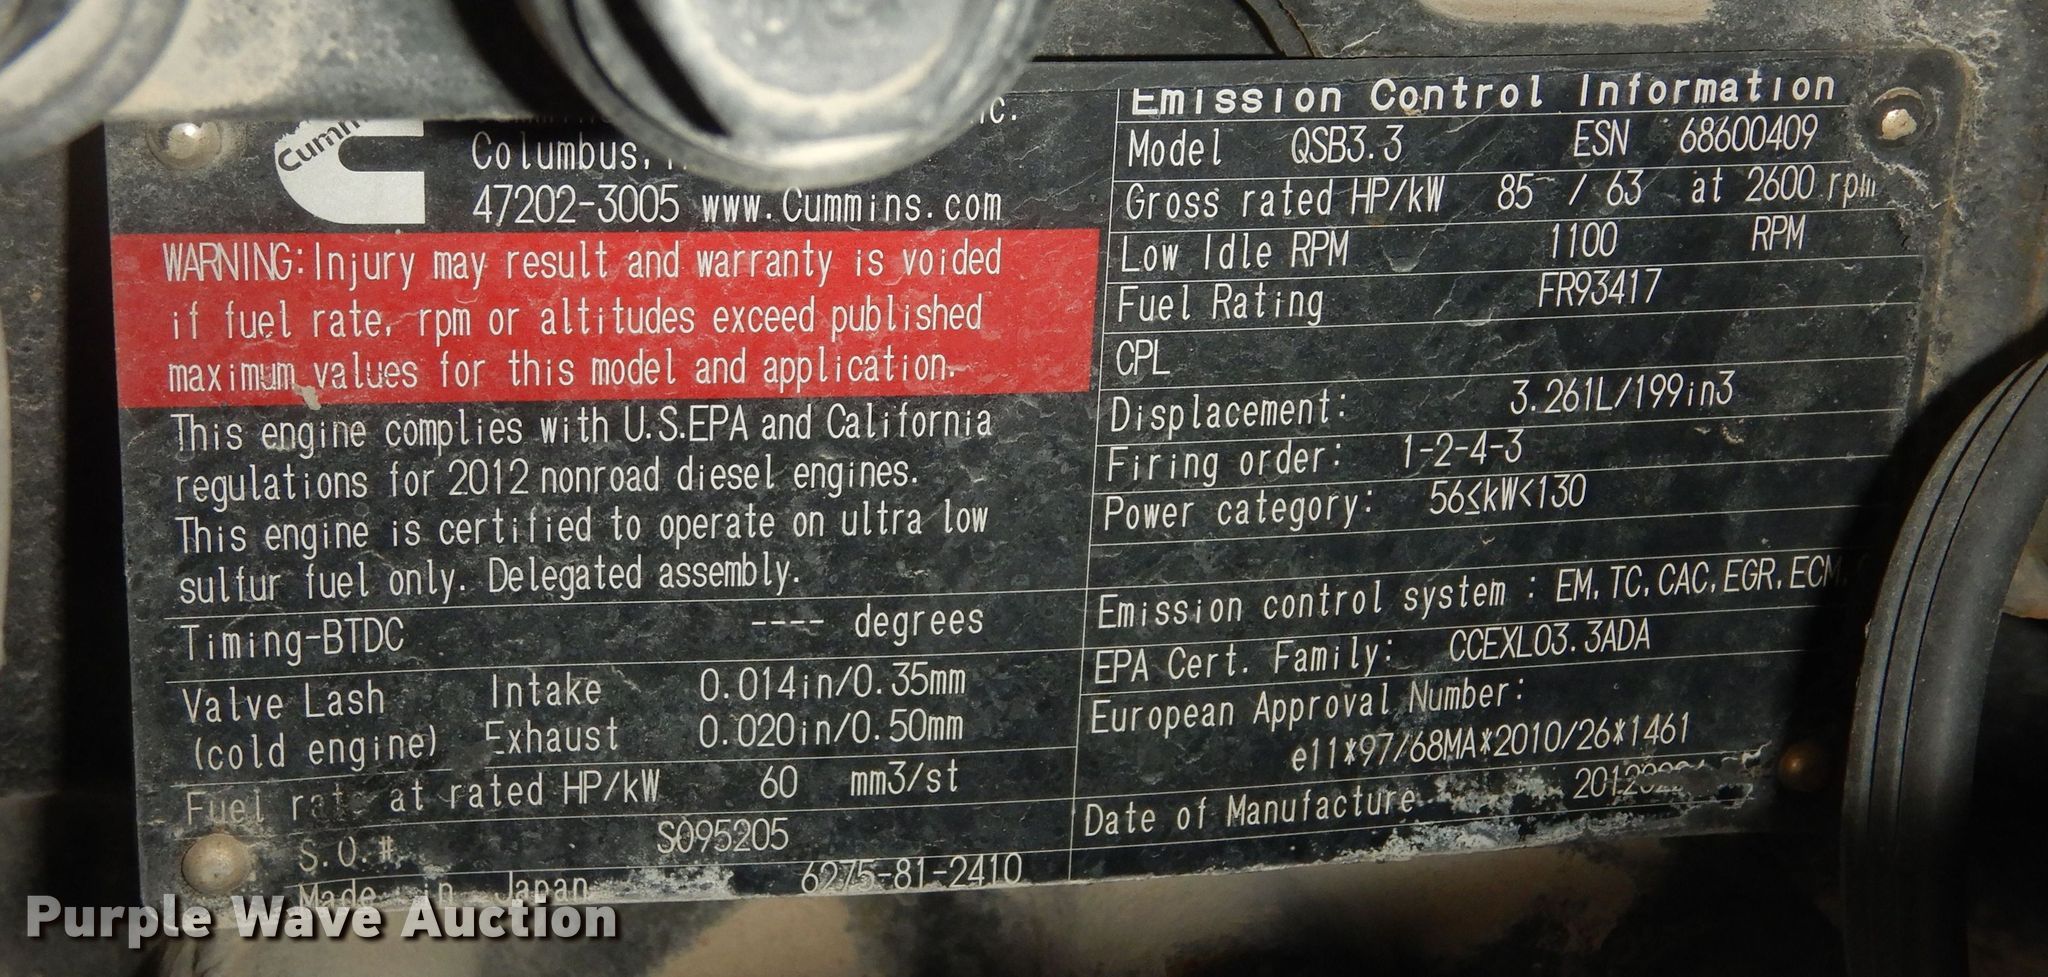 Columbus,
47202-3005 www.Cummins.com
WARNING: Injury may result and warranty is voided
if fuel rate, rpm or altitudes exceed published
maximum values for this model and application.
This engine complies with U.S.EPA and California
regulations for 2012 nonroad diesel engines.
This engine is certified to operate on ultra low
sulfur fuel only. Delegated assembly.
Timing-BTDC ---- degrees
Valve Lash Intake 0.014in/0.35mm
(cold engine) Exhaust 0.020in/0.50mm
Fuel rate at rated HP/kW 60 mm3/st
S.O.# S095205
Made in Japan 6275-81-2410
Emission Control Information
Model QSB3.3 ESN 68600409
Gross rated HP/kW 85 / 63 at 2600 rpm
Low Idle RPM 1100 RPM
Fuel Rating FR93417
CPL
Displacement: 3.261L/199in3
Firing order: 1-2-4-3
Power category: 56≤kW<130
Emission control system : EM, TC, CAC, EGR, ECM,
EPA Cert. Family: CCEXL03.3ADA
European Approval Number:
e11*97/68MA*2010/26*1461
Date of Manufacture
Purple Wave Auction